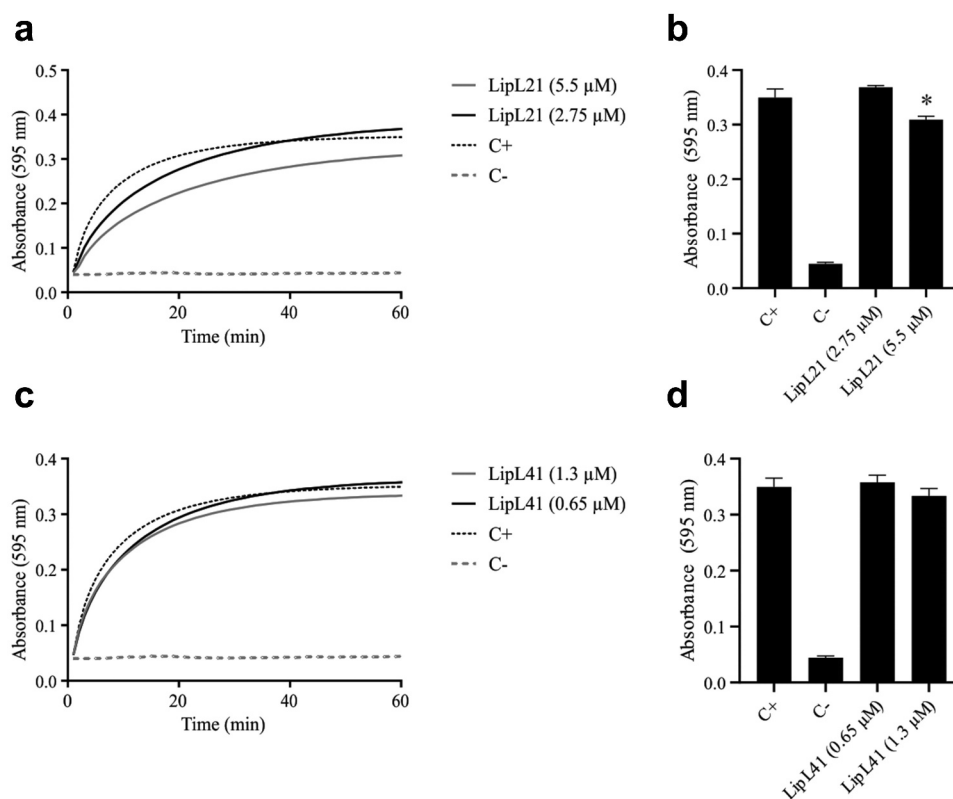 a
0.5
0.4
0.3
0.2
0.1
0.0
Absorbance (595 nm)
0
20
40
60
Time (min)
LipL21 (5.5 µM)
LipL21 (2.75 µM)
C+
C-
b
0.4
0.3
0.2
0.1
0.0
Absorbance (595 nm)
*
C+
C-
LipL21 (2.75 µM)
LipL21 (5.5 µM)
c
0.4
0.3
0.2
0.1
0.0
Absorbance (595 nm)
0
20
40
60
Time (min)
LipL41 (1.3 µM)
LipL41 (0.65 µM)
C+
C-
d
0.4
0.3
0.2
0.1
0.0
Absorbance (595 nm)
C+
C-
LipL41 (0.65 µM)
LipL41 (1.3 µM)